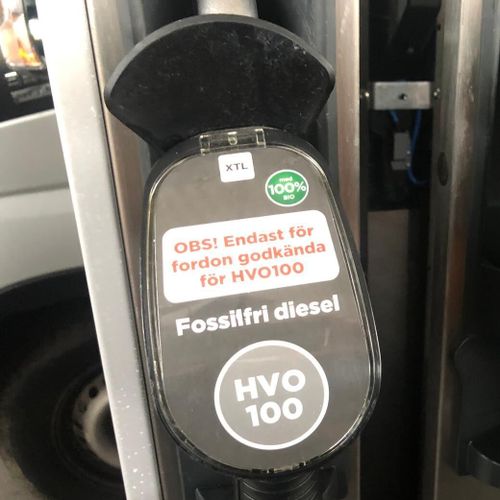 XTL
med
100%
BIO
OBS! Endast för
fordon godkända
för HVO100
Fossilfri diesel
HVO
100